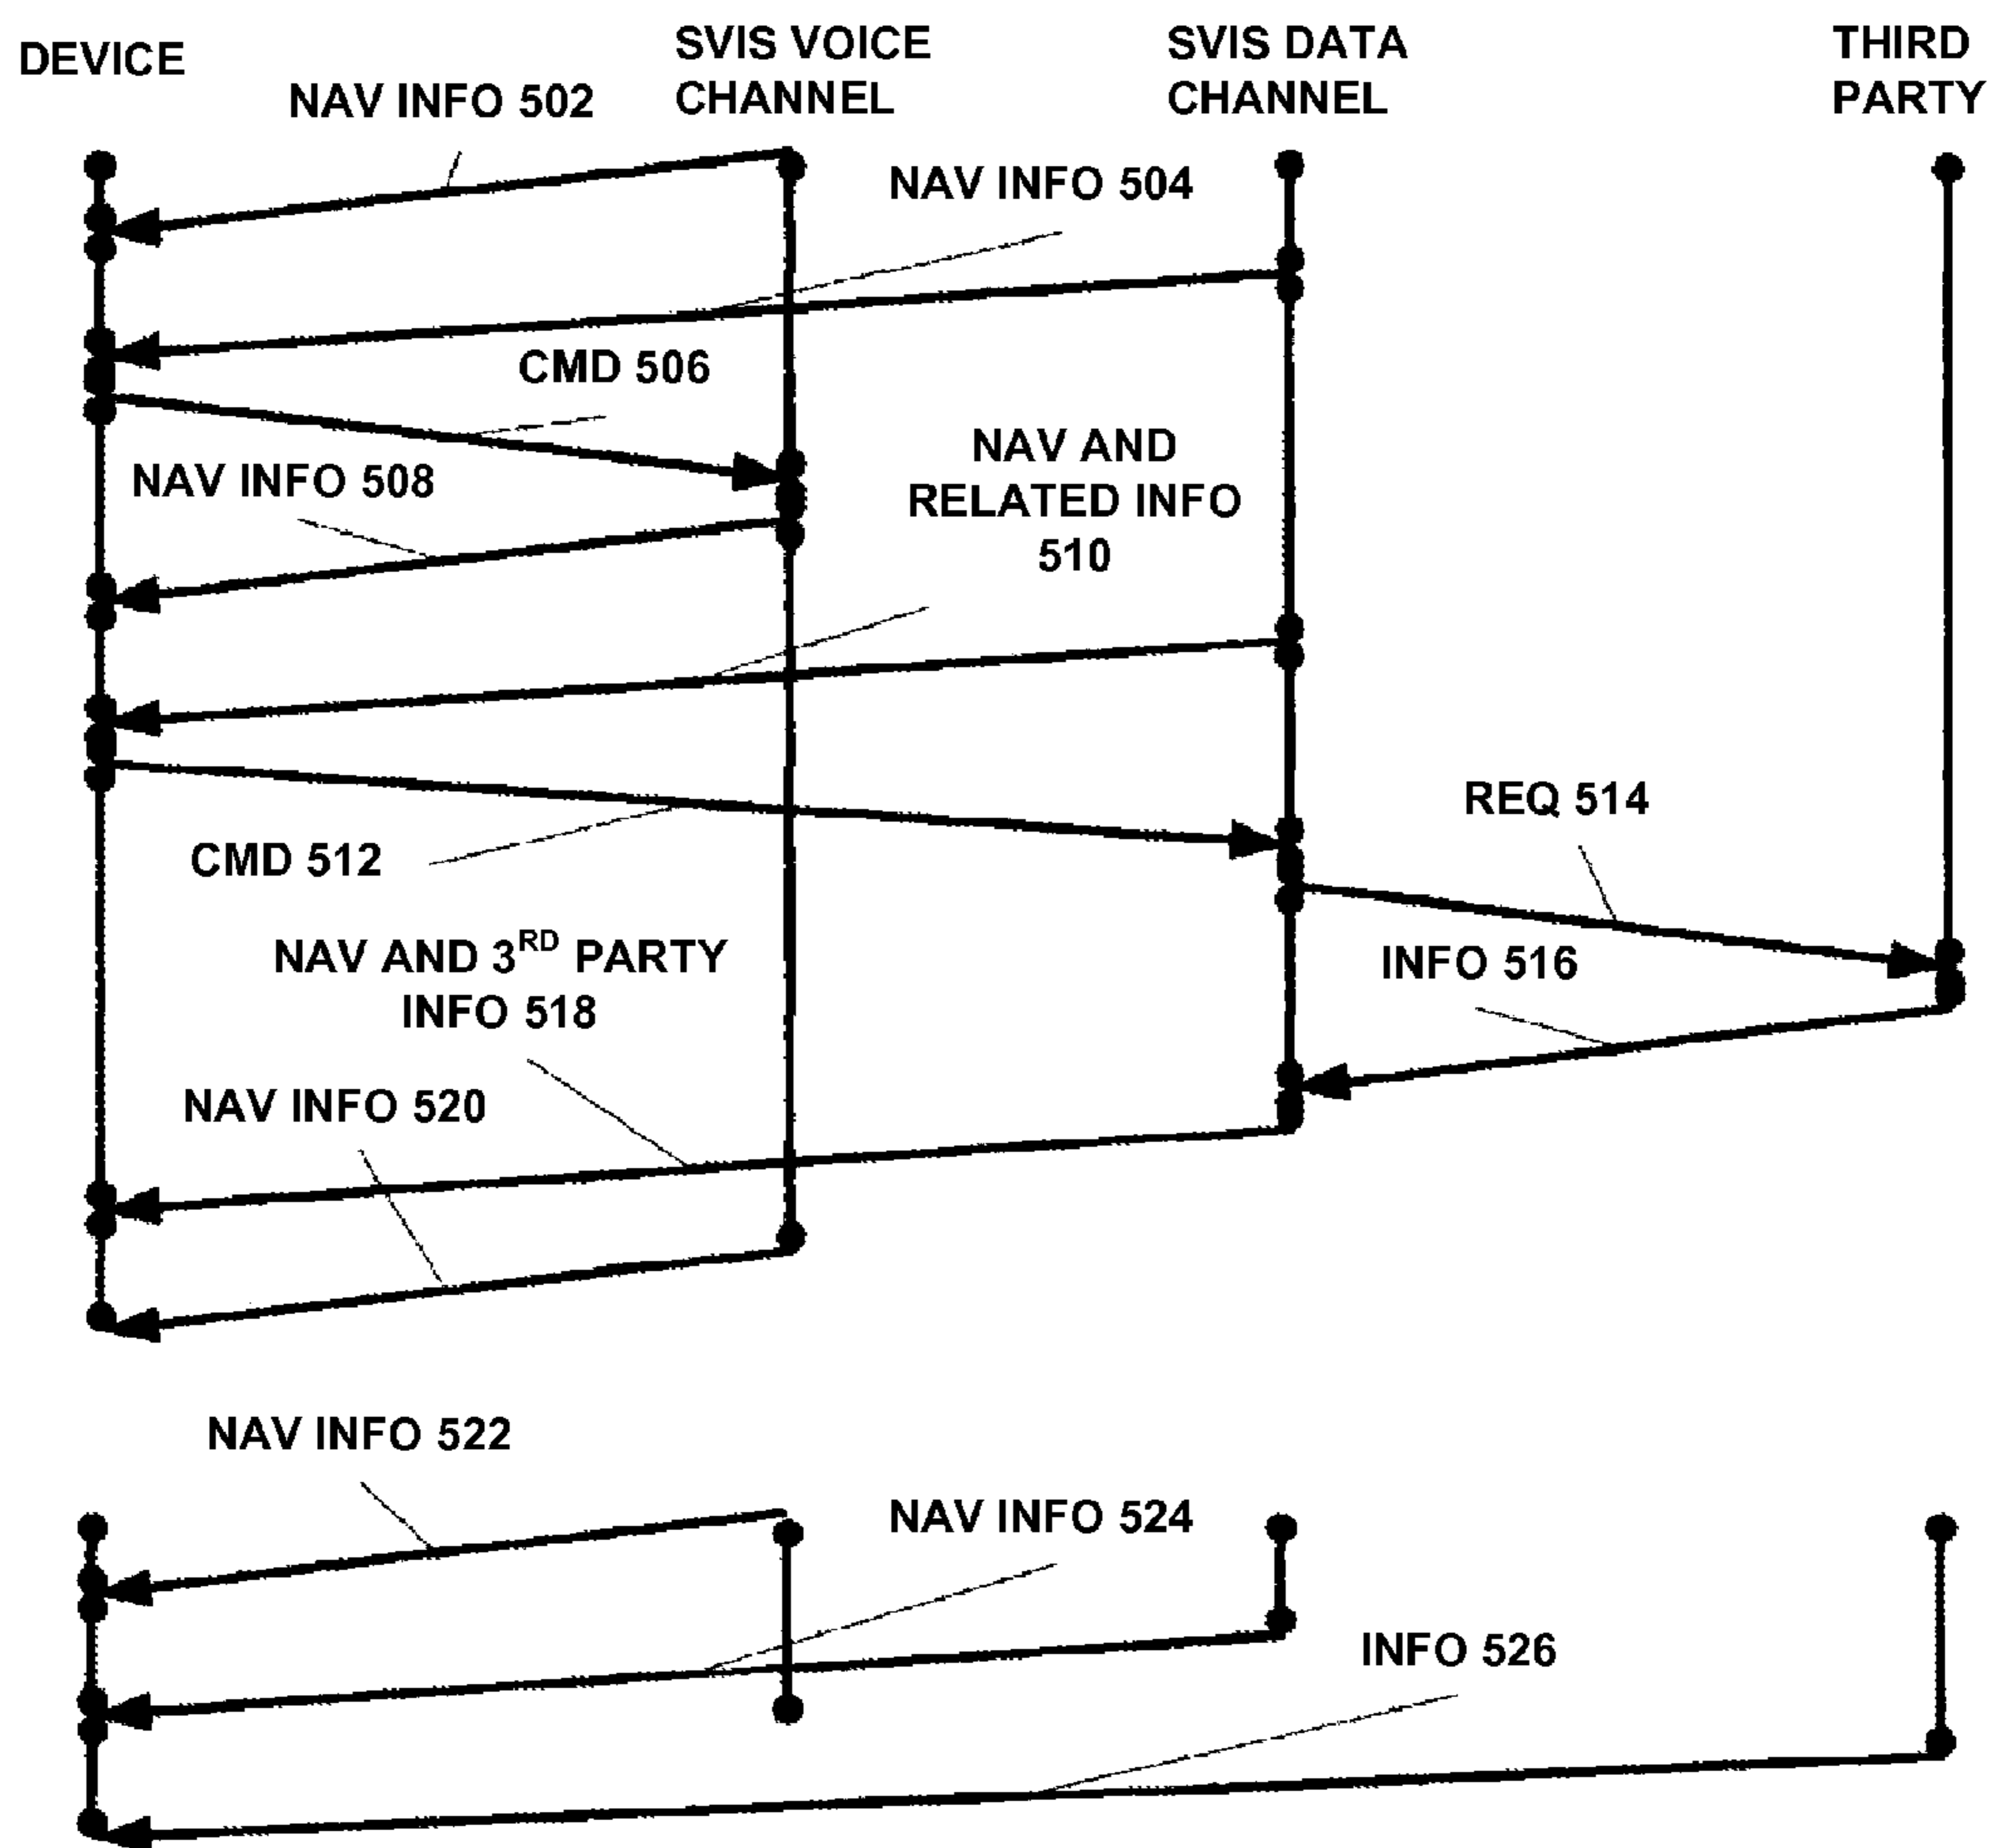 DEVICE
SVIS VOICE
CHANNEL
SVIS DATA
CHANNEL
THIRD
PARTY
NAV INFO 502
NAV INFO 504
CMD 506
NAV INFO 508
NAV AND
RELATED INFO
510
CMD 512
REQ 514
INFO 516
NAV AND 3RD PARTY
INFO 518
NAV INFO 520
NAV INFO 522
NAV INFO 524
INFO 526